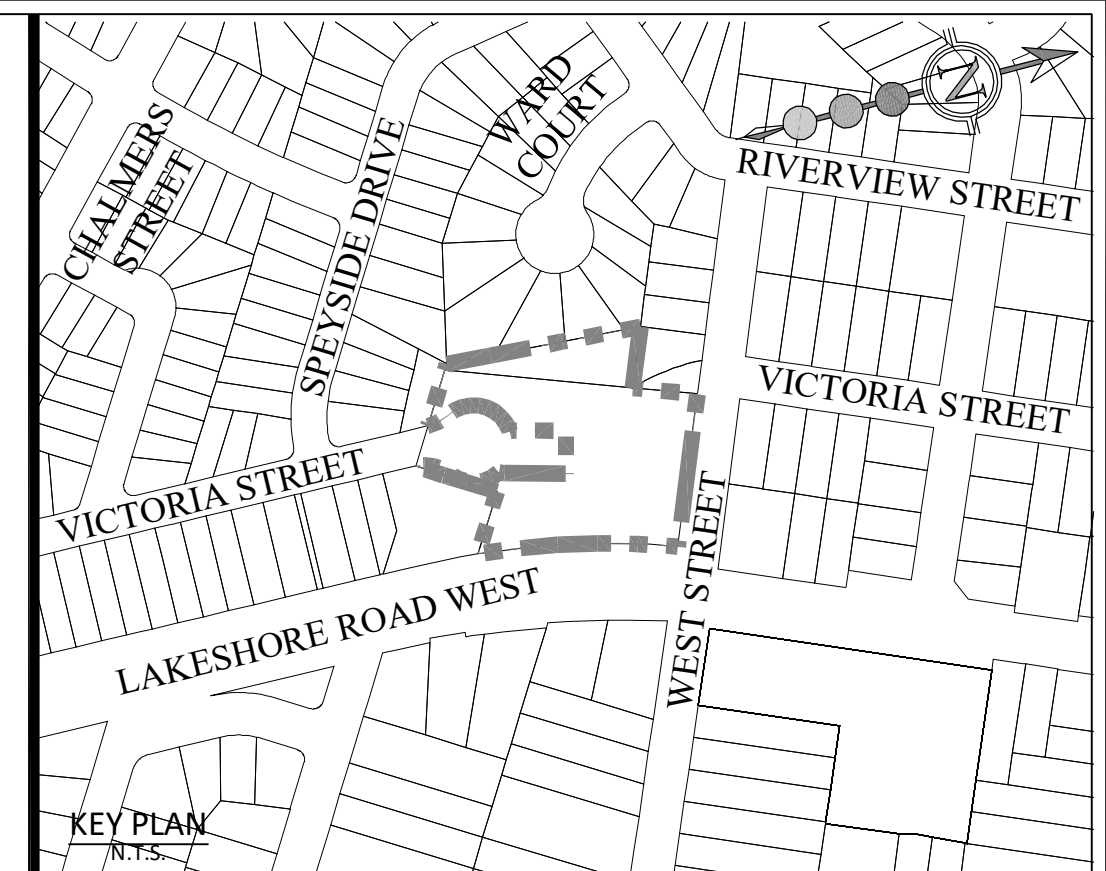 WARD
COURT
N
CHALMERS
STREET
SPEYSIDE DRIVE
RIVERVIEW STREET
VICTORIA STREET
VICTORIA STREET
LAKESHORE ROAD WEST
WEST STREET
KEY PLAN
N.T.S.